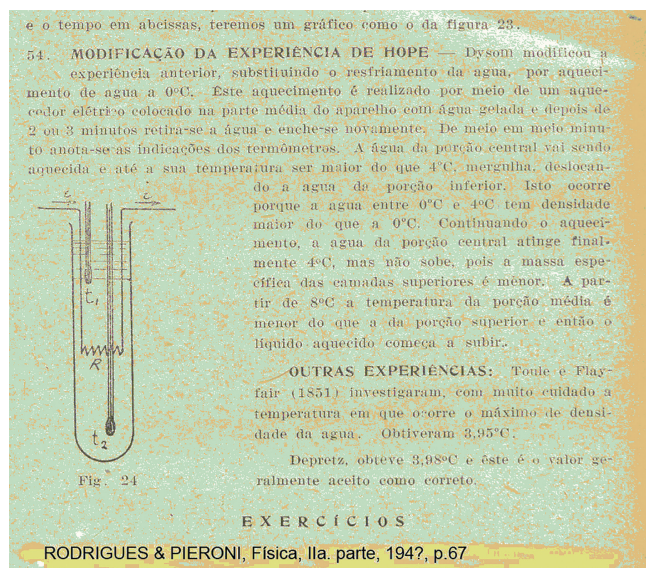 e o tempo em abcissas, teremos um gráfico como o da figura 23.
54. MODIFICAÇÃO DA EXPERIÊNCIA DE HOPE — Dysom modificou a
experiência anterior, substituindo o resfriamento da água, por aqueci-
mento de água a 0ºC. Êste aquecimento é realizado por meio de um aque-
cedor elétrico colocado na parte média do aparelho com água gelada e depois de
2 ou 3 minutos retira-se a água e enche-se novamente. De meio em meio minu-
to anota-se as indicações dos termômetros. A água da porção central vai sendo
aquecida e até a sua temperatura ser maior do que 4ºC, mergulha, deslocan-
do a água da porção inferior. Isto ocorre
porque a água entre 0ºC e 4ºC tem densidade
maior do que a 0ºC. Continuando o aqueci-
mento, a água da porção central atinge final-
mente 4ºC, mas não sobe, pois a massa espe-
cífica das camadas superiores é menor. A par-
tir de 8ºC a temperatura da porção média é
menor do que a da porção superior e então o
líquido aquecido começa a subir.
OUTRAS EXPERIÊNCIAS: Toule e Flay-
fair (1851) investigaram, com muito cuidado a
temperatura em que ocorre o máximo de densi-
dade da água. Obtiveram 3,95ºC.
Depretz, obteve 3,98ºC e êste é o valor ge-
ralmente aceito como correto.
i
i
t1
R
t2
Fig. 24
EXERCÍCIOS
RODRIGUES & PIERONI, Física, IIa. parte, 194?, p.67